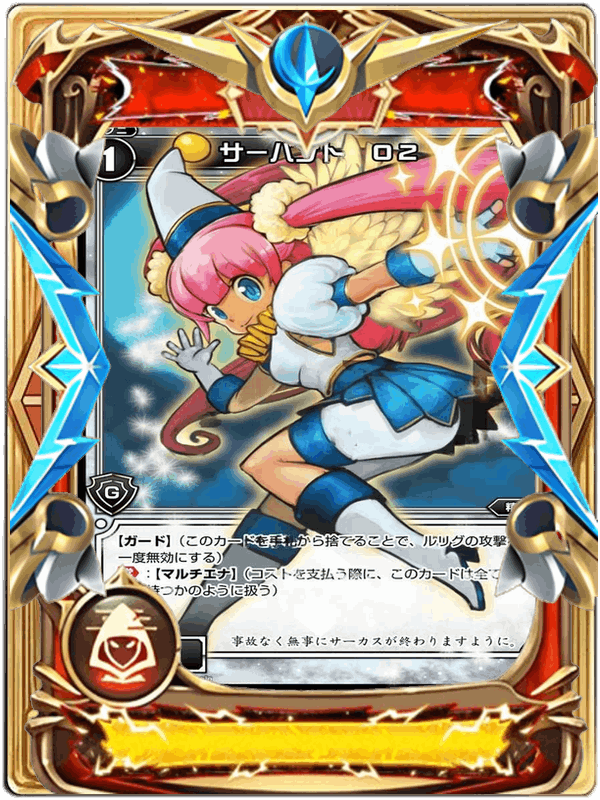 1
サーバント O2
G
精
【ガード】(このカードを手札から捨てることで、ルリグの攻撃
一度無効にする)
:【マルチエナ】(コストを支払う際に、このカードは全て
持つかのように扱う)
事故なく無事にサーカスが終わりますように。